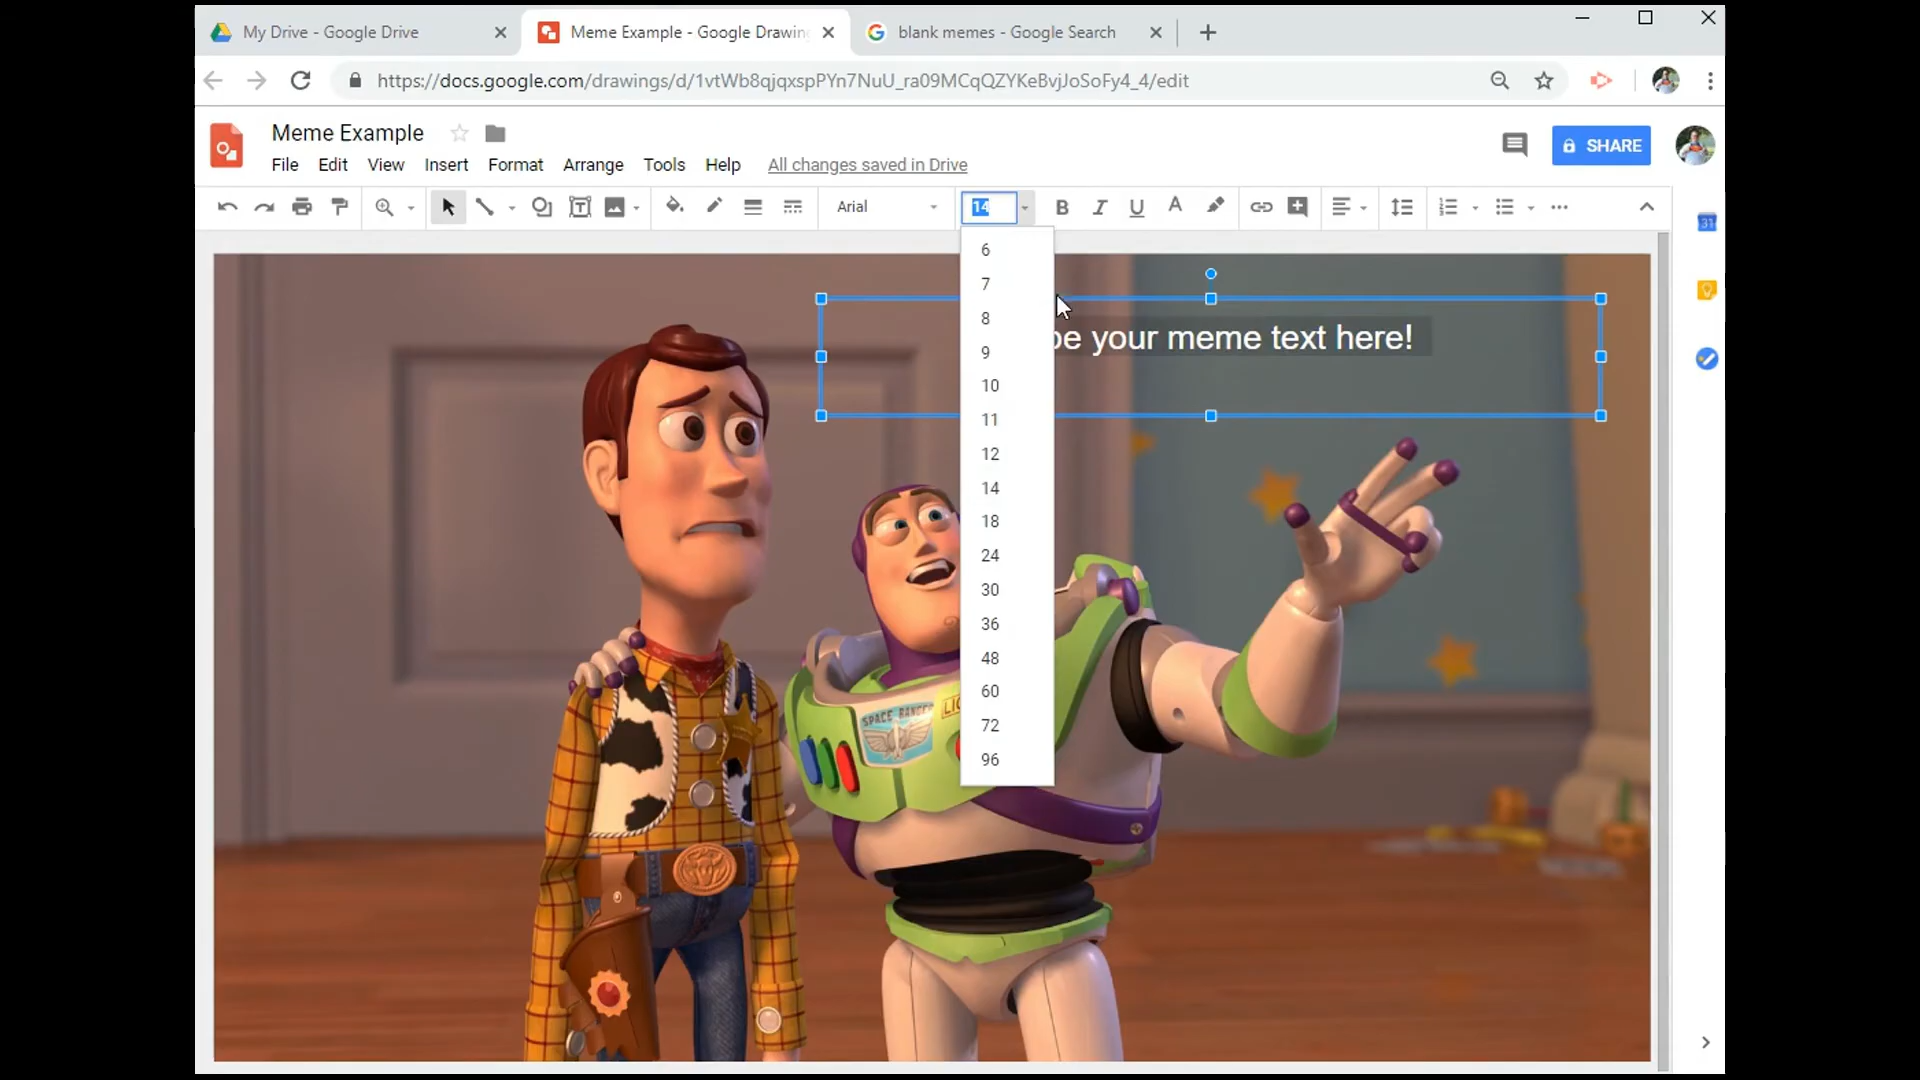 My Drive - Google Drive
Meme Example - Google Drawin
blank memes - Google Search
https://docs.google.com/drawings/d/1vtWb8qjqxspPYn7NuU_ra09MCqQZYKeBvjJoSoFy4_4/edit
Meme Example
SHARE
File Edit View Insert Format Arrange Tools Help All changes saved in Drive
Arial 14 B I U A
31
6
7
8
9
10
11
12
14
18
24
30
36
48
60
72
96
be your meme text here!
SPACE RANGER